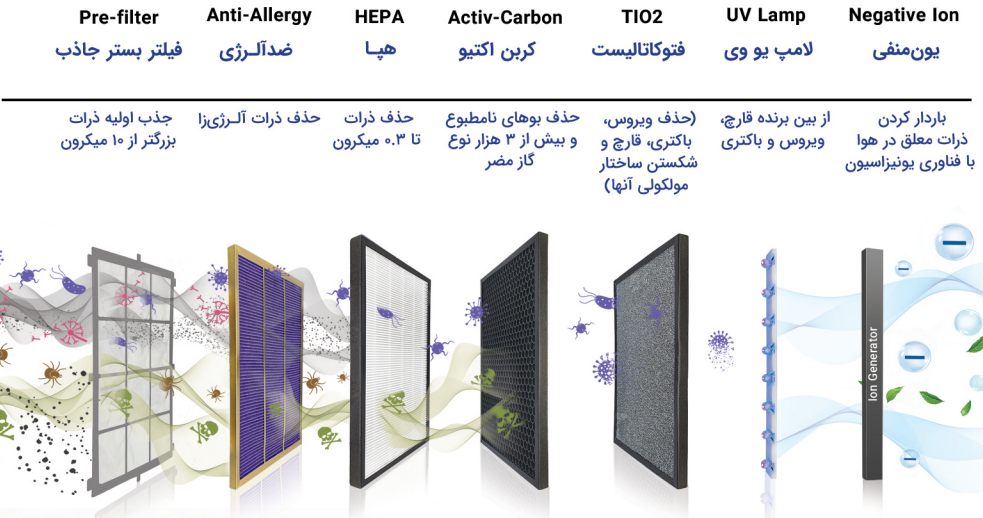 Pre-filter
فیلتر بستر جاذب
جذب اولیه ذرات
بزرگتر از ۱۰ میکرون
Anti-Allergy
ضدآلـرژی
حذف ذرات آلـرژی‌زا
HEPA
هپـا
حذف ذرات
تا ۰.۳ میکرون
Activ-Carbon
کربن اکتیو
حذف بوهای نامطبوع
و بیش از ۳ هزار نوع
گاز مضر
TIO2
فتوکاتالیست
(حذف ویروس،
باکتری، قارچ و
شکستن ساختار
مولکولی آنها)
UV Lamp
لامپ یو وی
از بین برنده قارچ،
ویروس و باکتری
Negative Ion
یون‌منفی
باردار کردن
ذرات معلق در هوا
با فناوری یونیزاسیون
Ion Generator